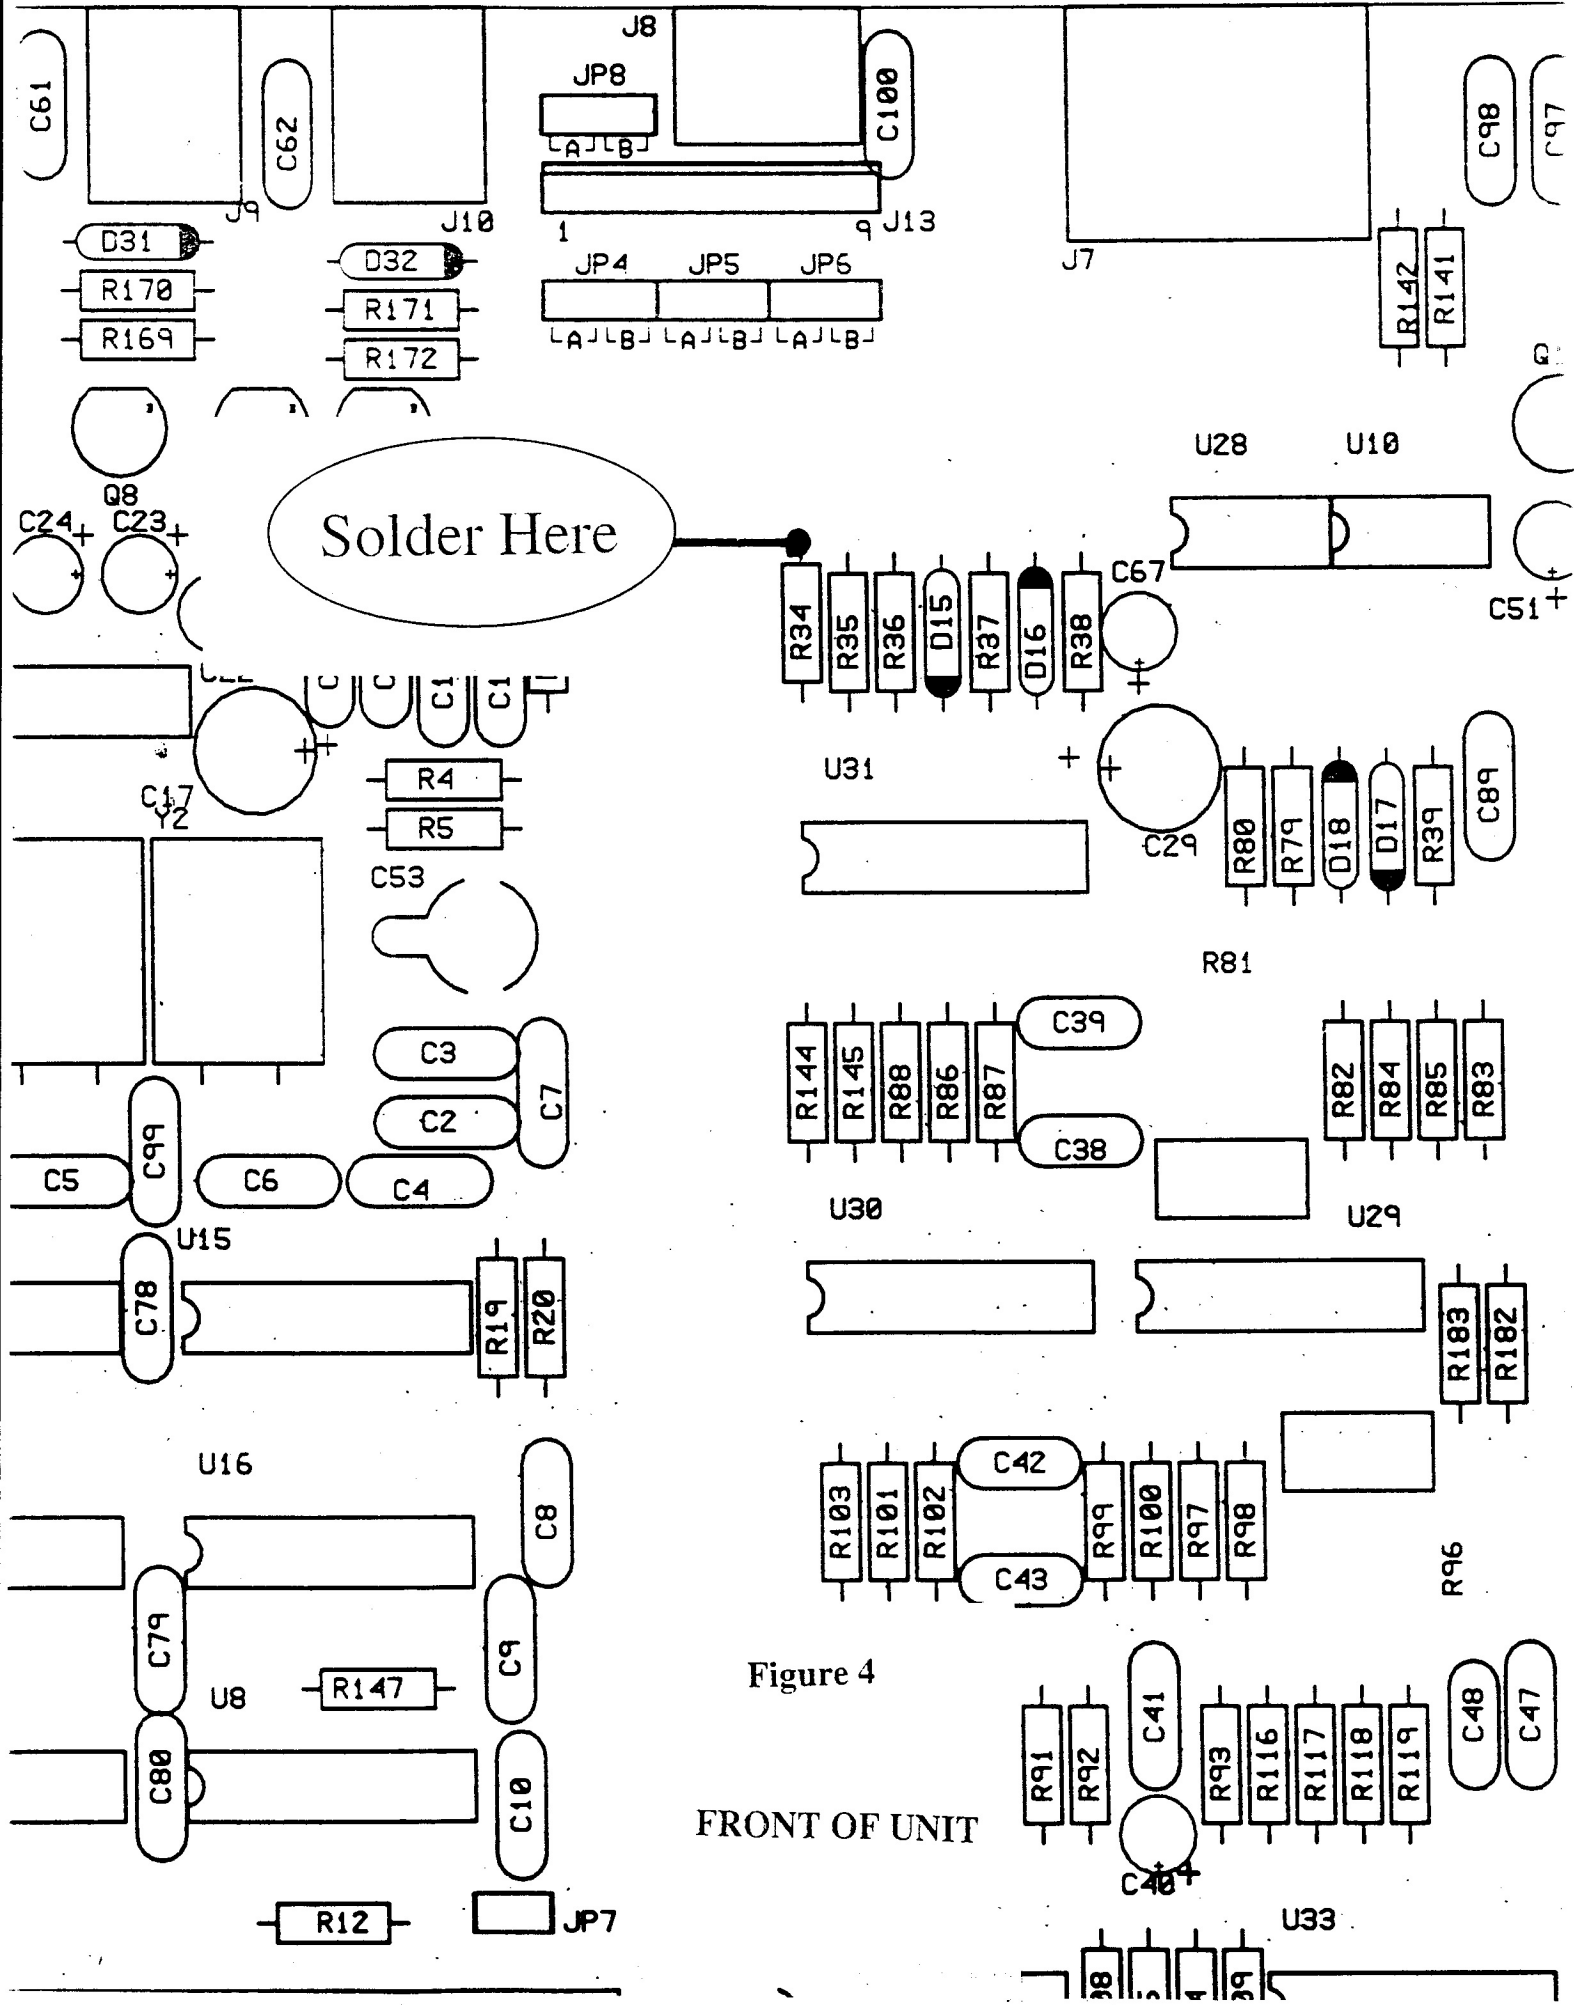 J8
JP8
C61
C62
C100
C98
C97
A B
J9
J10
1 9 J13
J7
D31
D32
R170
R171
R169
R172
JP4 JP5 JP6
A B A B A B
R142
R141
Q
U28 U10
Q8
C24 + C23 +
+ +
Solder Here
R34
R35
R36
D15
R37
D16
R38
C67
+
+
C51 +
+
C
C
C1
C1
+ +
C17
Y2
R4
R5
U31
+ +
C29
R80
R79
D18
D17
R39
C89
C53
R81
C3
C2
C7
C39
C38
R144
R145
R88
R86
R87
R82
R84
R85
R83
C99
C5
C6
C4
U15
U30
U29
C78
R19
R20
R183
R182
U16
C8
C42
C43
R103
R101
R102
R99
R100
R97
R98
R96
C79
C9
U8
R147
Figure 4
C41
C48
C47
R91
R92
R93
R116
R117
R118
R119
C80
C10
FRONT OF UNIT
+
+
C40
R12
JP7
U33
08
09